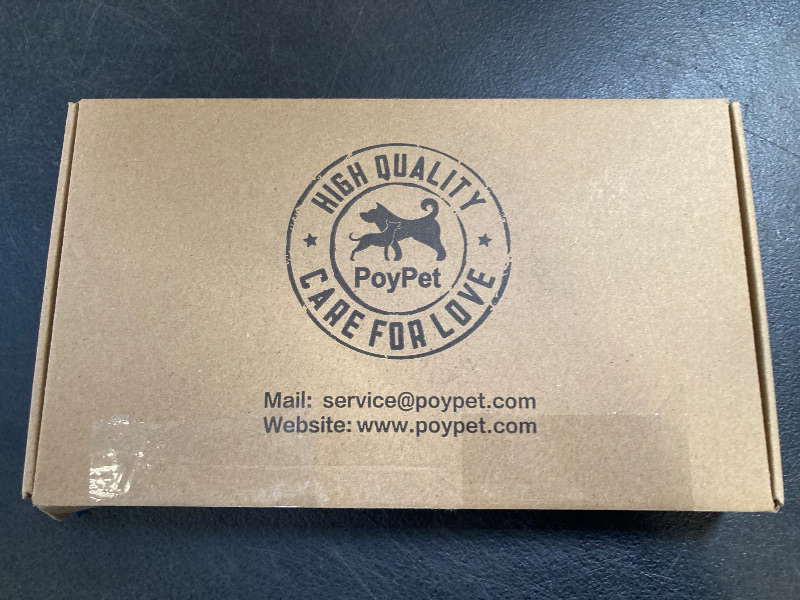 HIGH QUALITY
PoyPet
CARE FOR LOVE
Mail: service@poypet.com
Website: www.poypet.com